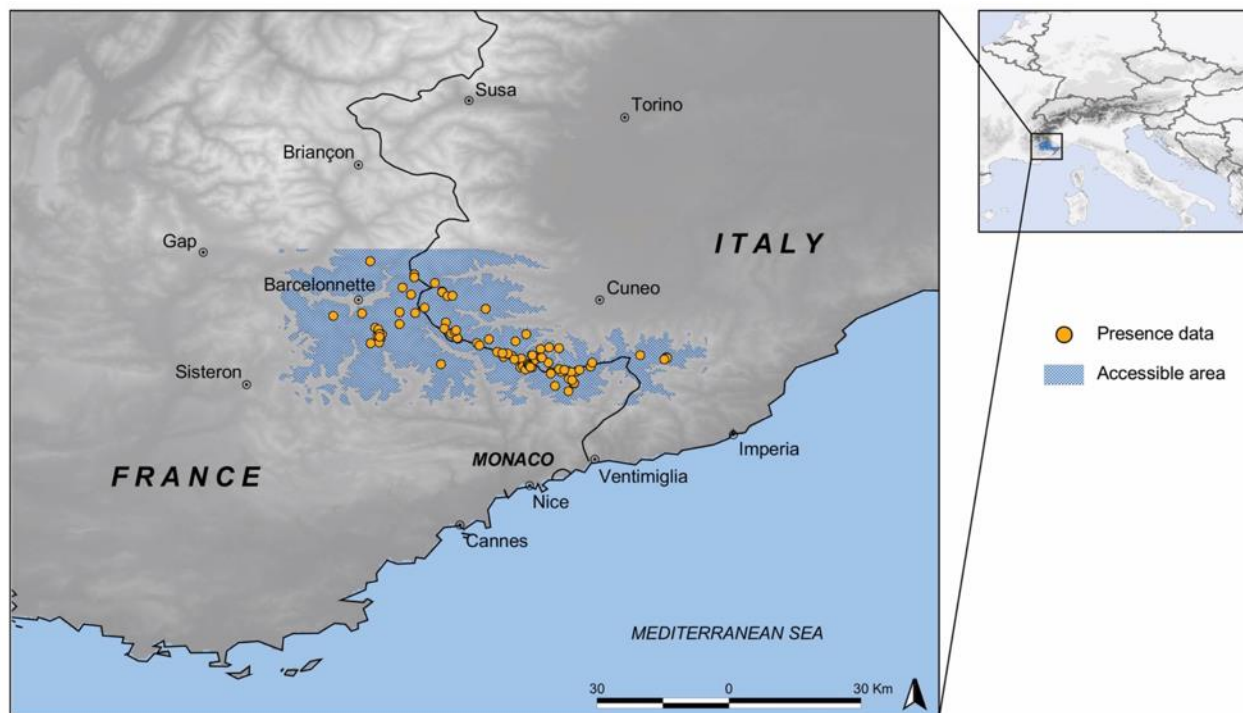 Susa
Torino
Briançon
ITALY
Gap
Barcelonnette
Cuneo
Presence data
Accessible area
Sisteron
Imperia
MONACO
Ventimiglia
FRANCE
Nice
Cannes
MEDITERRANEAN SEA
30 0 30 Km